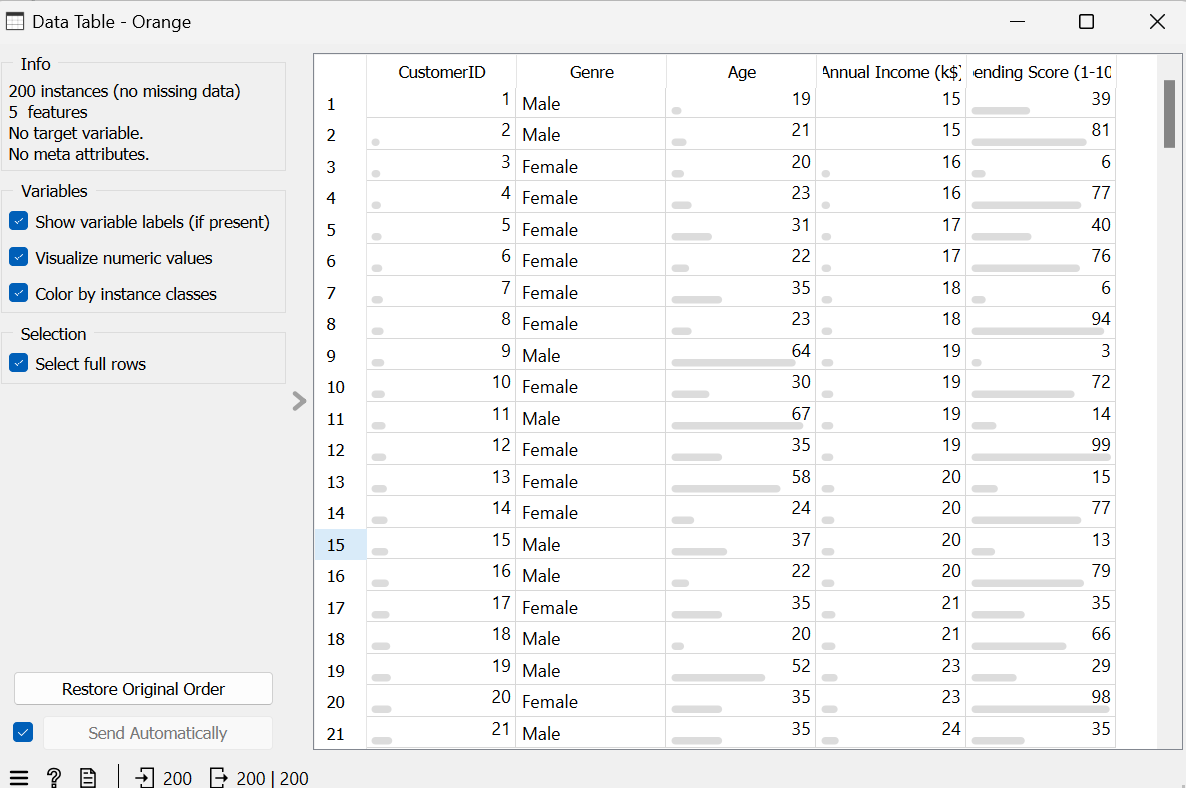 Data Table - Orange
Info
200 instances (no missing data)
5 features
No target variable.
No meta attributes.
Variables
Show variable labels (if present)
Visualize numeric values
Color by instance classes
Selection
Select full rows
Restore Original Order
Send Automatically
200 200 | 200
CustomerID Genre Age Annual Income (k$) ending Score (1-10
1 1 Male 19 15 39
2 2 Male 21 15 81
3 3 Female 20 16 6
4 4 Female 23 16 77
5 5 Female 31 17 40
6 6 Female 22 17 76
7 7 Female 35 18 6
8 8 Female 23 18 94
9 9 Male 64 19 3
10 10 Female 30 19 72
11 11 Male 67 19 14
12 12 Female 35 19 99
13 13 Female 58 20 15
14 14 Female 24 20 77
15 15 Male 37 20 13
16 16 Male 22 20 79
17 17 Female 35 21 35
18 18 Male 20 21 66
19 19 Male 52 23 29
20 20 Female 35 23 98
21 21 Male 35 24 35